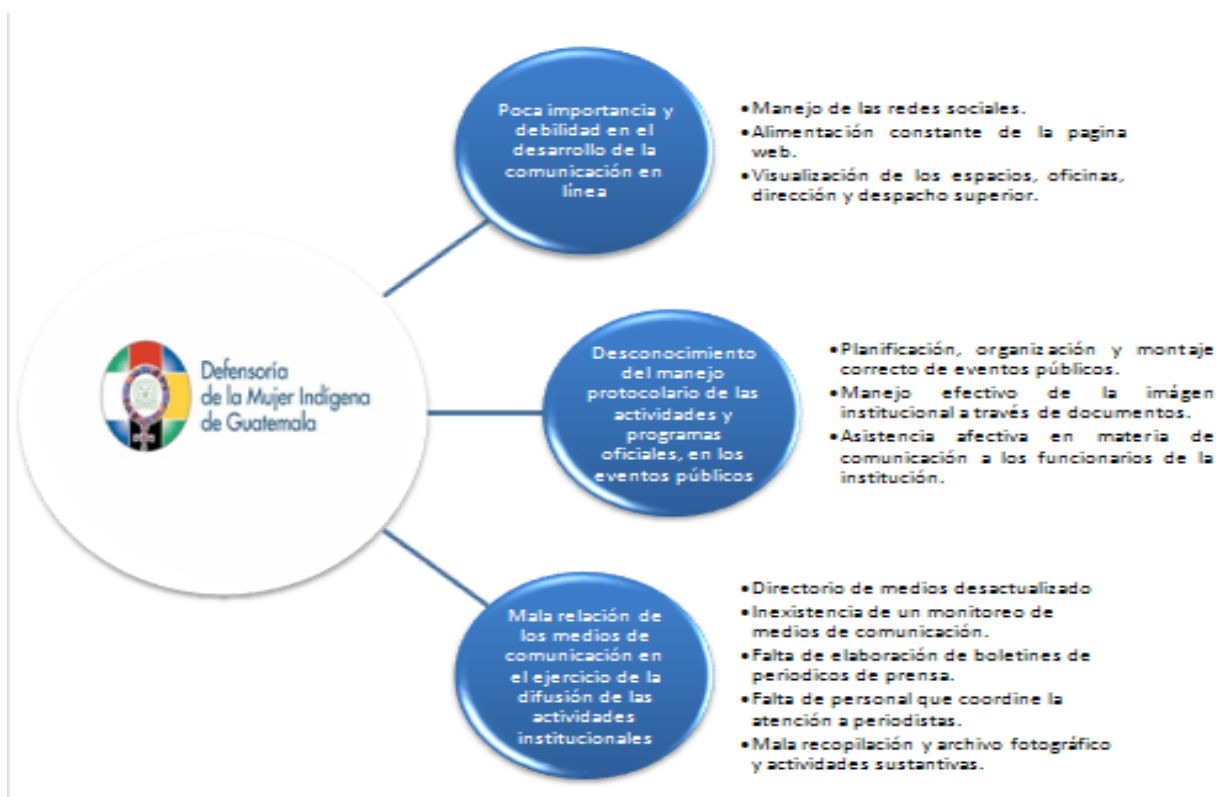 Defensoría
de la Mujer Indígena
de Guatemala
Poca importancia y
debilidad en el
desarrollo de la
comunicación en
línea
•Manejo de las redes sociales.
•Alimentación constante de la pagina
web.
•Visualización de los espacios, oficinas,
dirección y despacho superior.
Desconocimiento
del manejo
protocolario de las
actividades y
programas
oficiales, en los
eventos públicos
•Planificación, organización y montaje
correcto de eventos públicos.
•Manejo efectivo de la imágen
institucional a través de documentos.
•Asistencia afectiva en materia de
comunicación a los funcionarios de la
institución.
Mala relación de
los medios de
comunicación en
el ejercicio de la
difusión de las
actividades
institucionales
•Directorio de medios desactualizado
•Inexistencia de un monitoreo de
medios de comunicación.
•Falta de elaboración de boletines de
periodicos de prensa.
•Falta de personal que coordine la
atención a periodistas.
•Mala recopilación y archivo fotográfico
y actividades sustantivas.